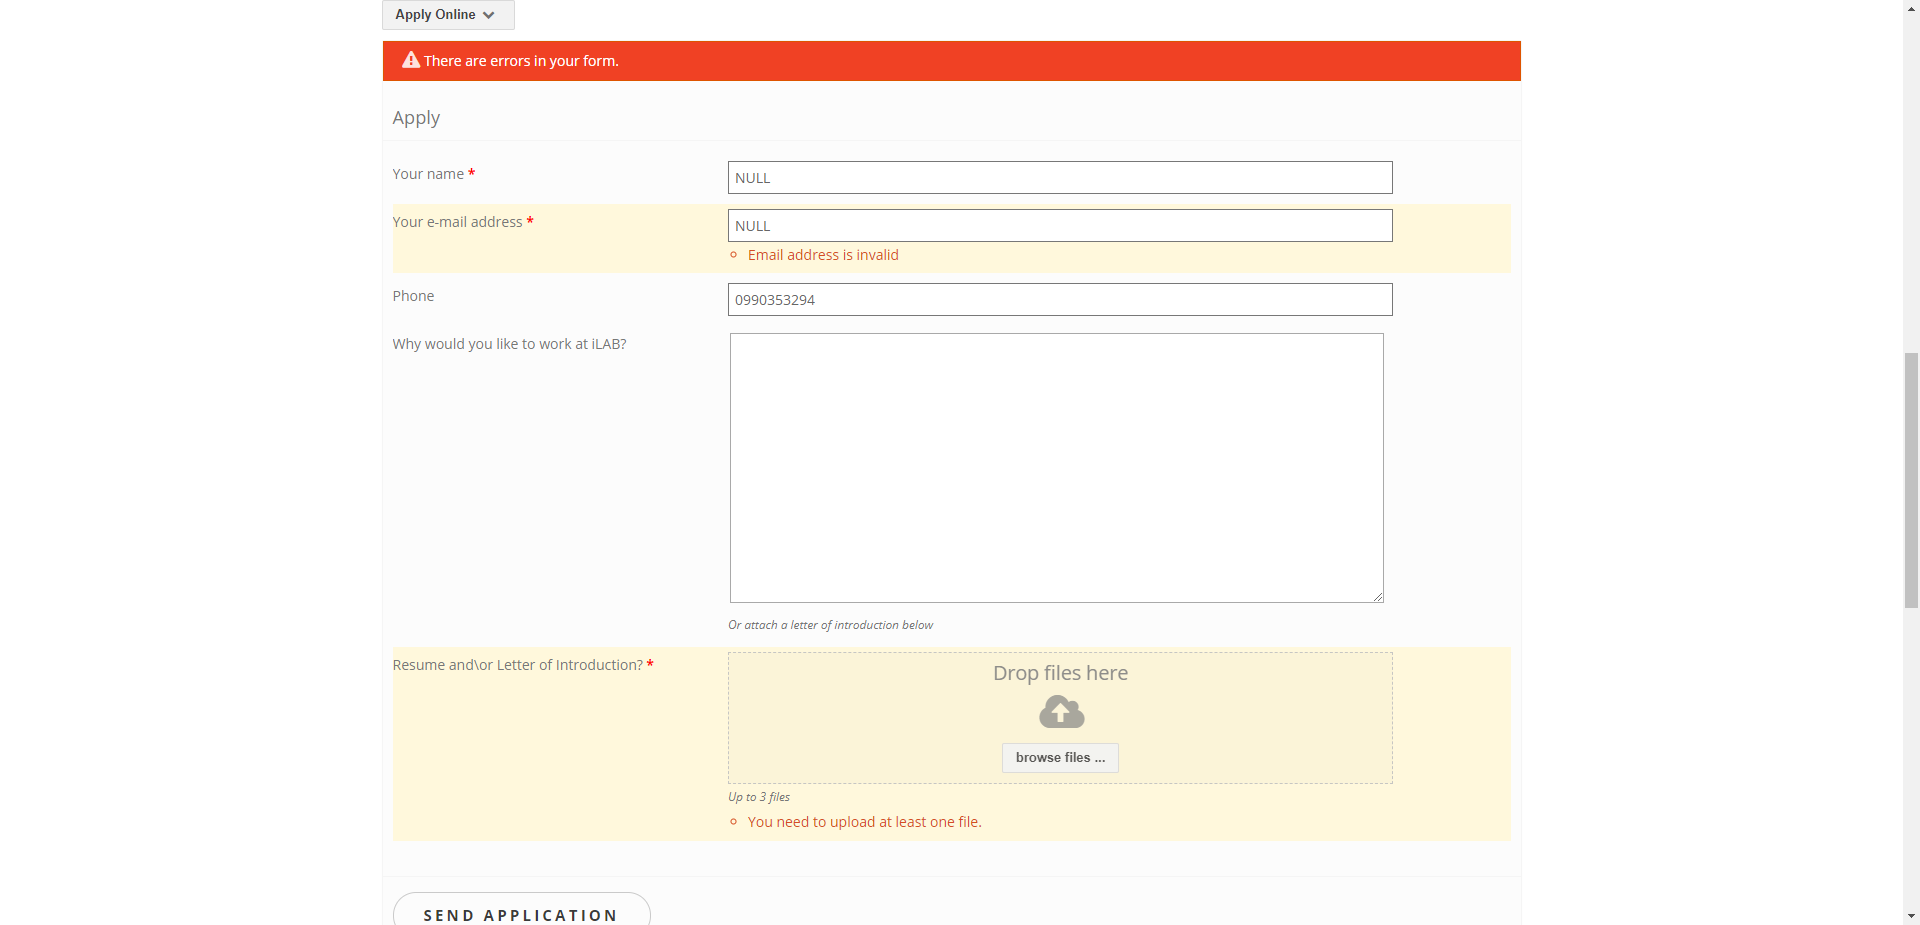 Apply Online
There are errors in your form.
Apply
Your name *
NULL
Your e-mail address *
NULL
Email address is invalid
Phone
0990353294
Why would you like to work at iLAB?
Or attach a letter of introduction below
Resume and\or Letter of Introduction? *
Drop files here
browse files ...
Up to 3 files
You need to upload at least one file.
SEND APPLICATION